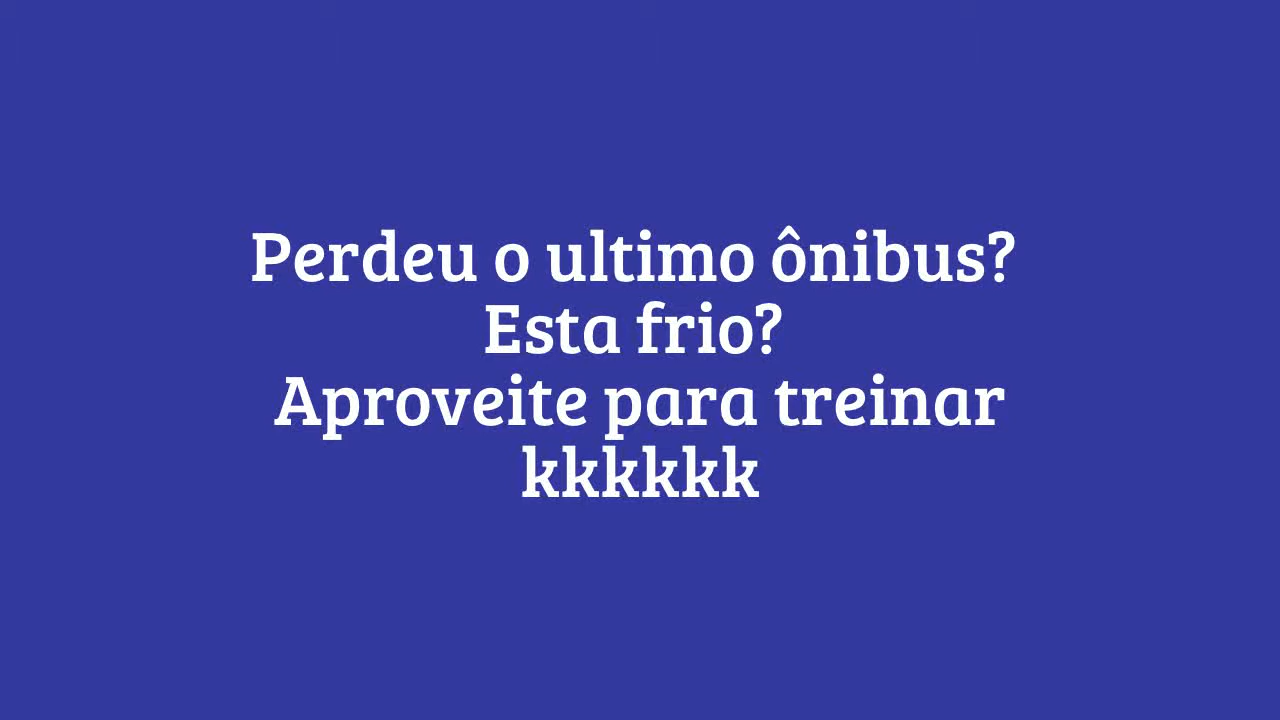 Perdeu o ultimo ônibus?
Esta frio?
Aproveite para treinar
kkkkkk